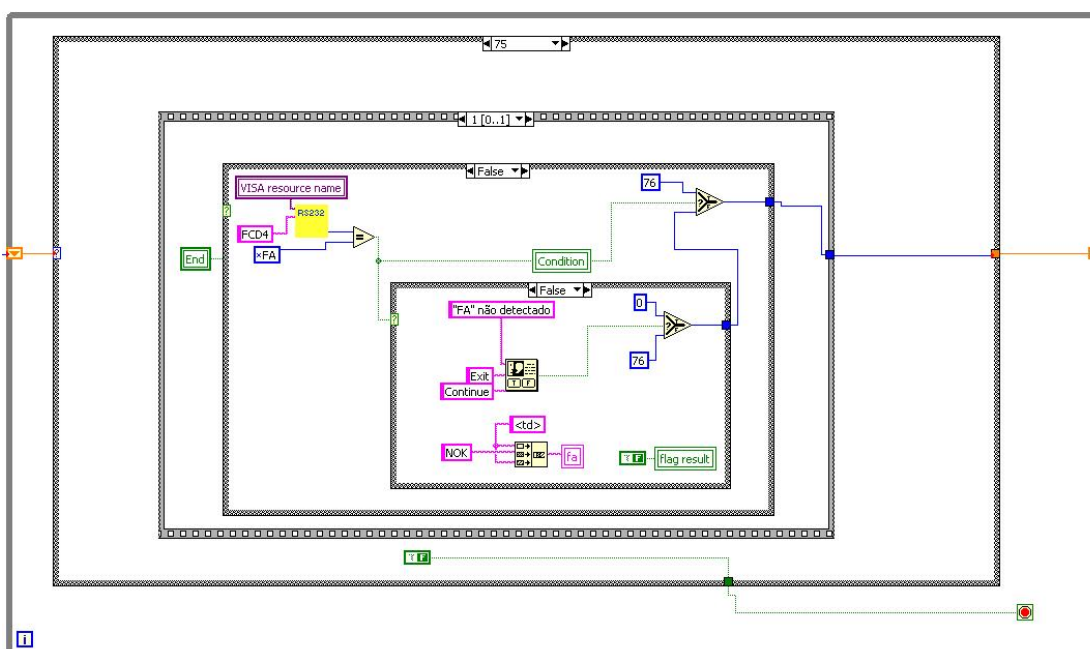 75
1 [0..1]
False
VISA resource name
76
RS232
FCD4
×FA
=
End
Condition
False
"FA" não detectado
0
76
Exit
Continue
<td>
NOK
fa
T F
flag result
T F
i